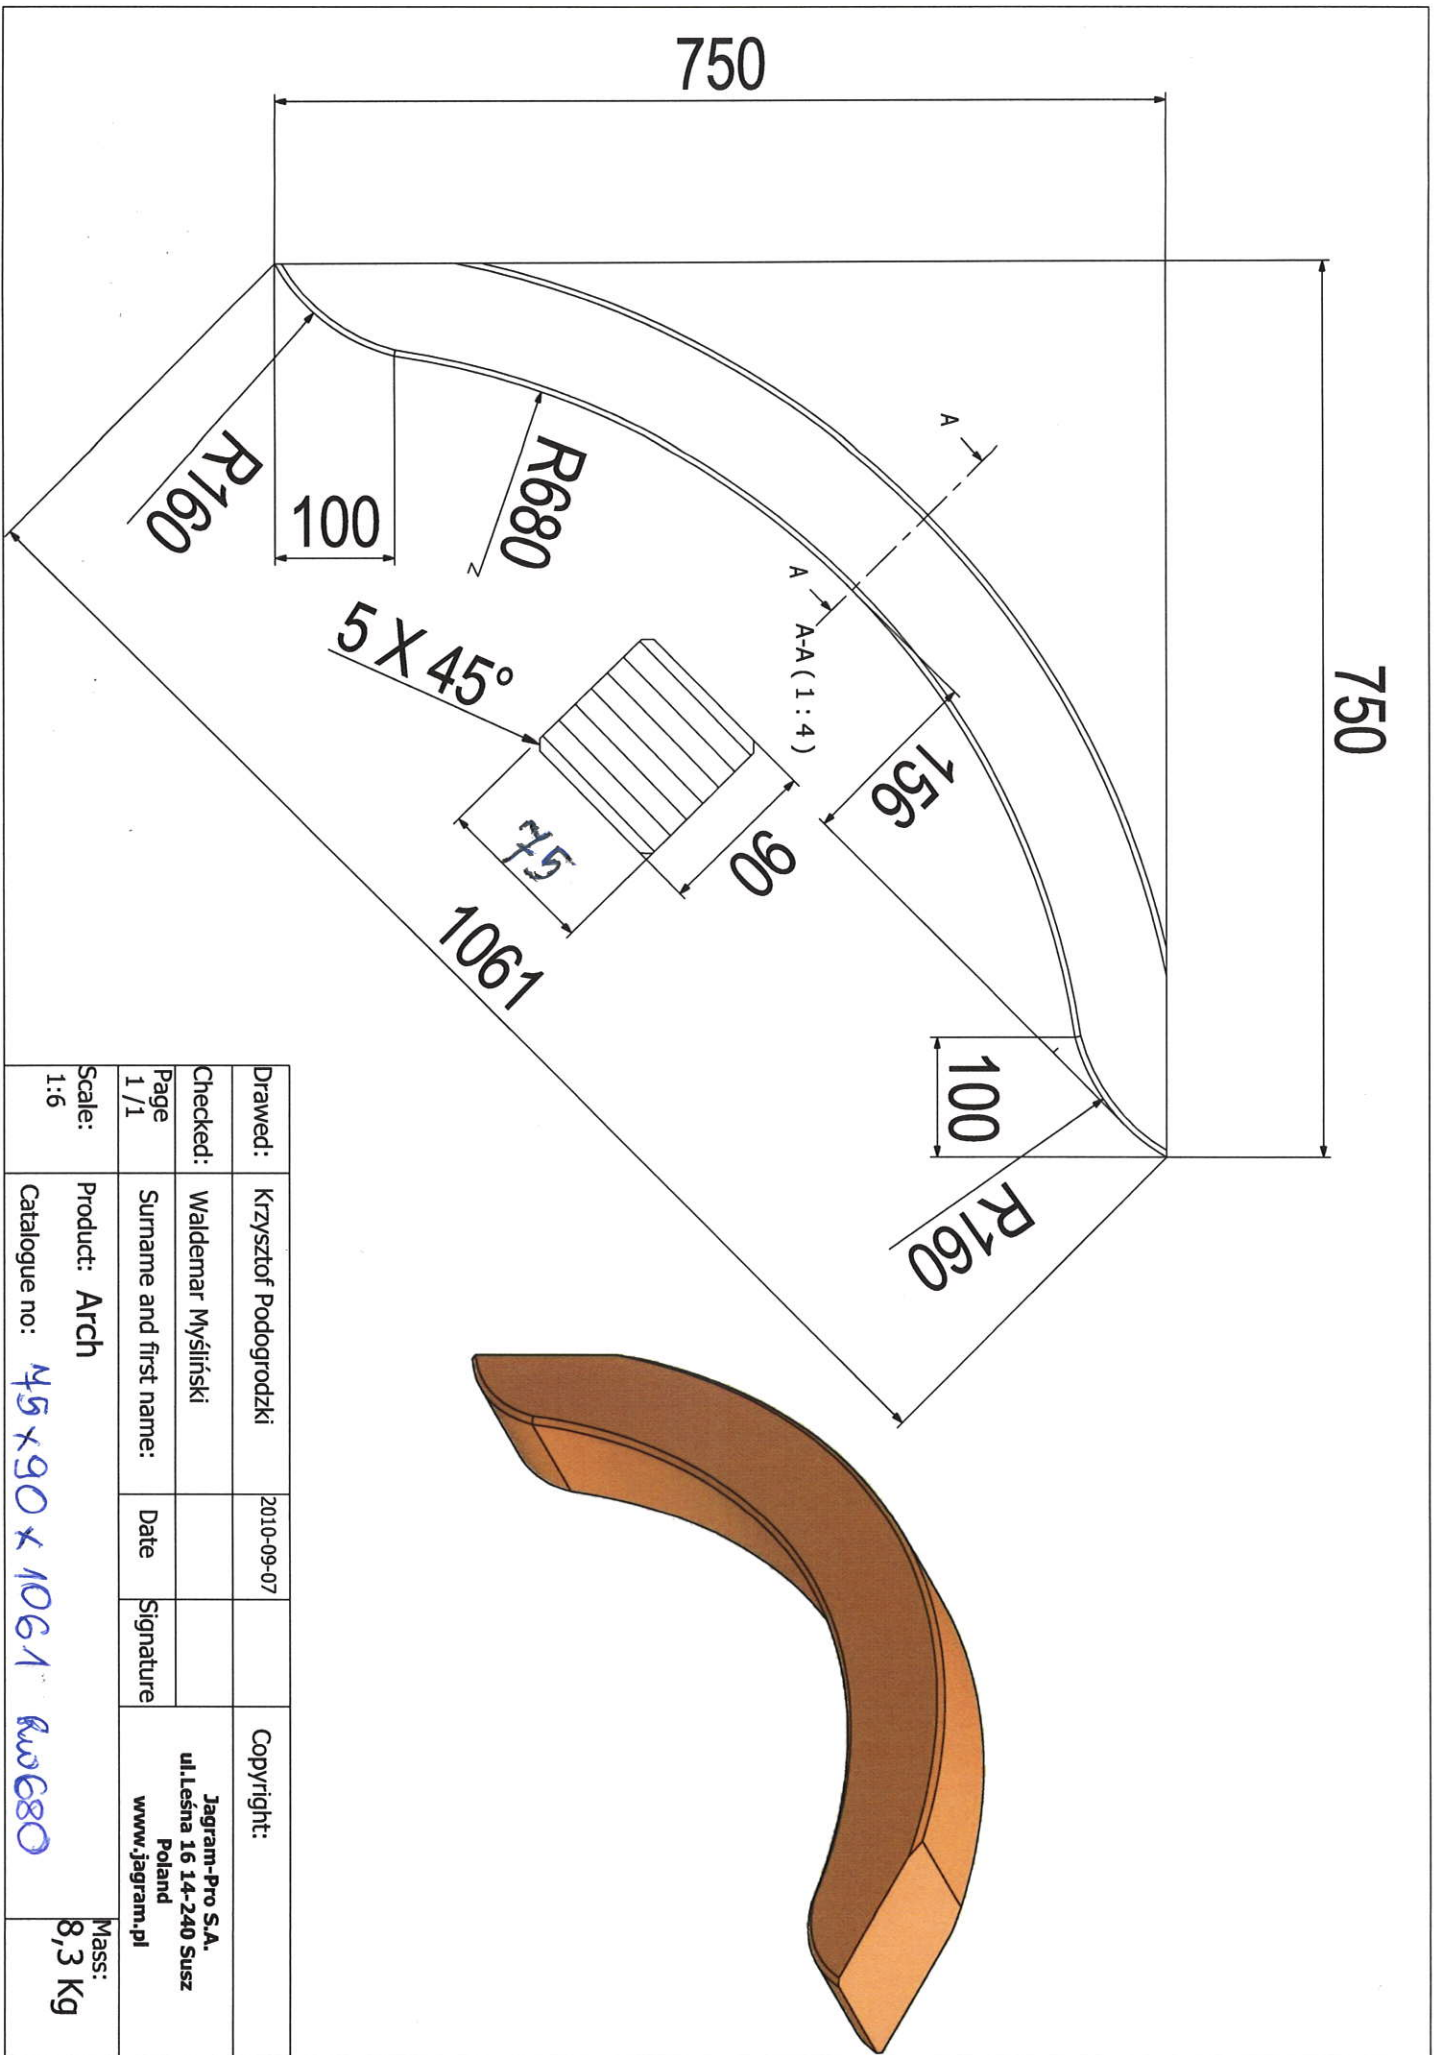 750
750
A
A
A-A ( 1 : 4 )
156
R680
R160
100
5 X 45°
90
75
1061
100
R160
Drawed:
Krzysztof Podogrodzki
2010-09-07
Copyright:
Checked:
Waldemar Myśliński
Page
1 /1
Surname and first name:
Date
Signature
Jagram-Pro S.A.
ul.Leśna 16 14-240 Susz
Poland
www.jagram.pl
Scale:
1:6
Product: Arch
Catalogue no: 75 x 90 x 1061 Rw680
Mass:
8,3 Kg